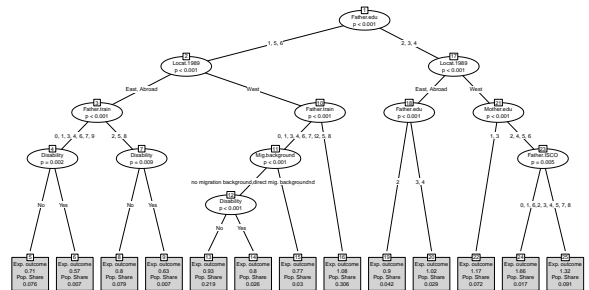 1
Father.edu
p < 0.001
1, 5, 6
2, 3, 4
2
Locat.1989
p < 0.001
17
Locat.1989
p < 0.001
East, Abroad
West
East, Abroad
West
3
Father.train
p < 0.001
10
Father.train
p < 0.001
18
Father.edu
p < 0.001
21
Mother.edu
p < 0.001
0, 1, 3, 4, 6, 7, 9
2, 5, 8
0, 1, 3, 4, 6, 7, 9
2, 5, 8
1, 3
2, 4, 5, 6
4
Disability
p = 0.002
7
Disability
p = 0.009
11
Mig.background
p < 0.001
23
Father.ISCO
p = 0.005
no migration background, direct mig. background
2
3, 4
12
Disability
p < 0.001
No
Yes
No
Yes
0, 1, 6, 2, 3, 4, 5, 7, 8
No
Yes
5
Exp. outcome
0.71
Pop. Share
0.076
6
Exp. outcome
0.57
Pop. Share
0.007
8
Exp. outcome
0.8
Pop. Share
0.079
9
Exp. outcome
0.63
Pop. Share
0.007
13
Exp. outcome
0.93
Pop. Share
0.219
14
Exp. outcome
0.8
Pop. Share
0.026
15
Exp. outcome
0.77
Pop. Share
0.03
16
Exp. outcome
1.08
Pop. Share
0.306
19
Exp. outcome
0.9
Pop. Share
0.042
20
Exp. outcome
1.02
Pop. Share
0.029
22
Exp. outcome
1.17
Pop. Share
0.072
24
Exp. outcome
1.66
Pop. Share
0.017
25
Exp. outcome
1.32
Pop. Share
0.091